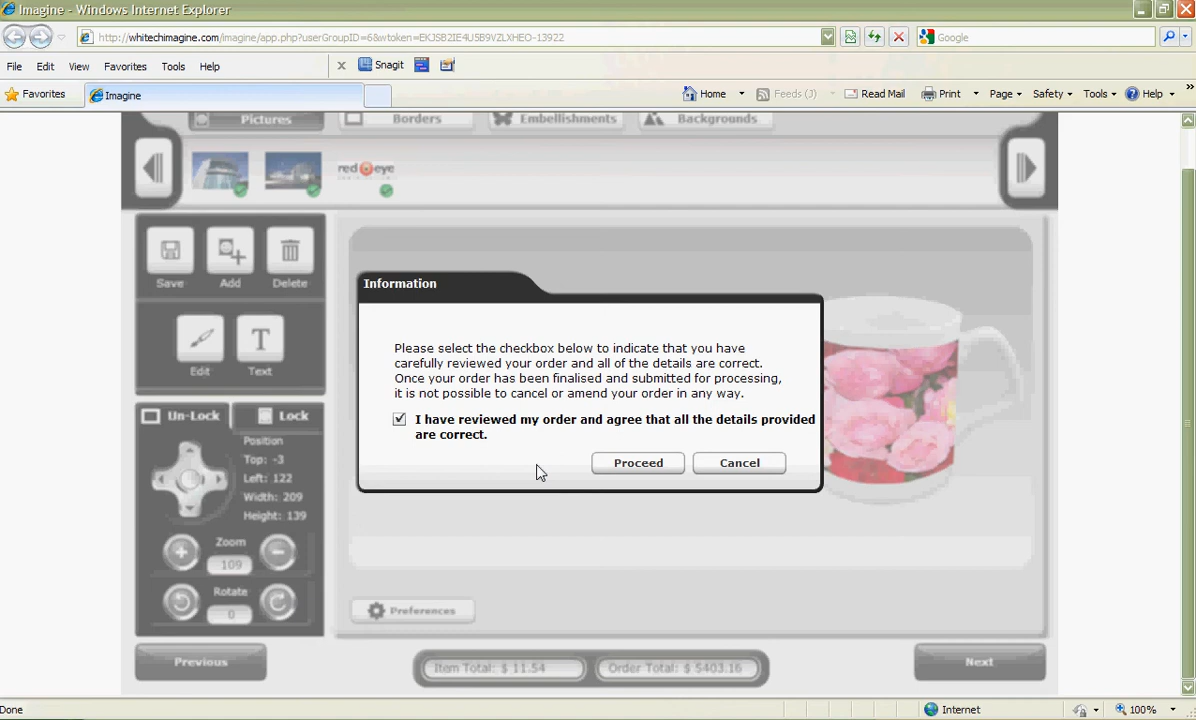 Imagine - Windows Internet Explorer
http://whitechimagine.com/imagine/app.php?userGroupID=6&wtoken=EKJSB2IE4U5B9VZLXHEO-13922
Google
File Edit View Favorites Tools Help
x Snagit
Favorites Imagine Home Feeds (J) Read Mail Print Page Safety Tools Help »
Pictures Borders Embellishments Backgrounds
red eye
Save Add Delete
Information
Please select the checkbox below to indicate that you have
carefully reviewed your order and all of the details are correct.
Once your order has been finalised and submitted for processing,
it is not possible to cancel or amend your order in any way.
I have reviewed my order and agree that all the details provided
are correct.
Proceed Cancel
Edit T Text
Un-Lock Lock
Position
Top: -3
Left: 122
Width: 209
Height: 139
Zoom
109
Rotate
0
Preferences
Previous Item Total: $ 11.54 Order Total: $ 5403.16 Next
Done Internet 100%